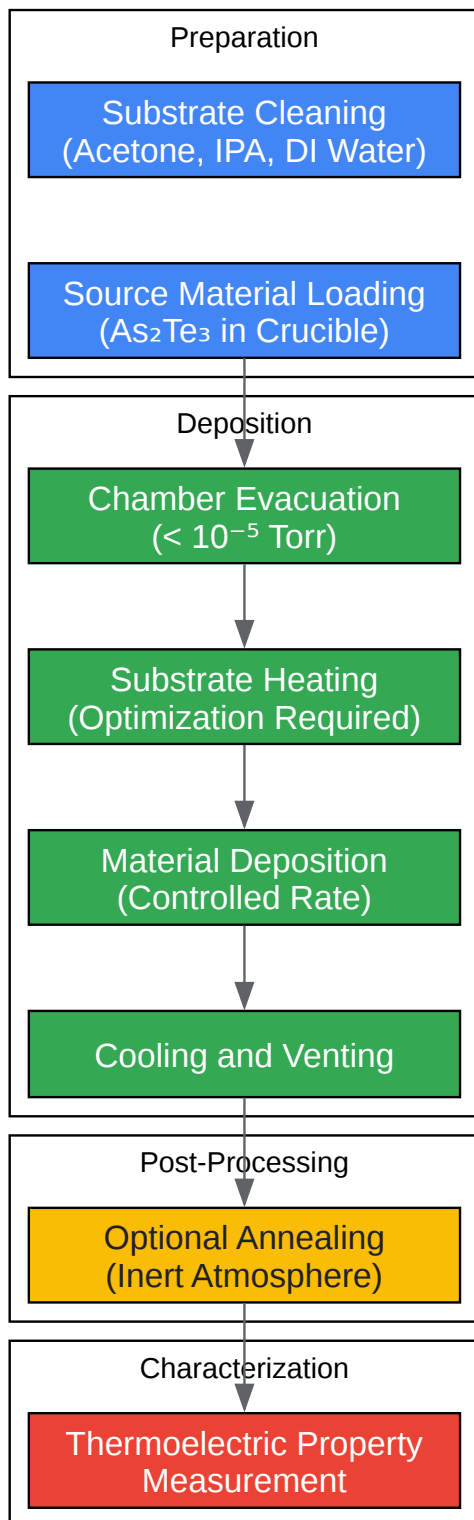 Preparation
Substrate Cleaning
(Acetone, IPA, DI Water)
Source Material Loading
(As₂Te₃ in Crucible)
Deposition
Chamber Evacuation
(< 10⁻⁵ Torr)
Substrate Heating
(Optimization Required)
Material Deposition
(Controlled Rate)
Cooling and Venting
Post-Processing
Optional Annealing
(Inert Atmosphere)
Characterization
Thermoelectric Property
Measurement